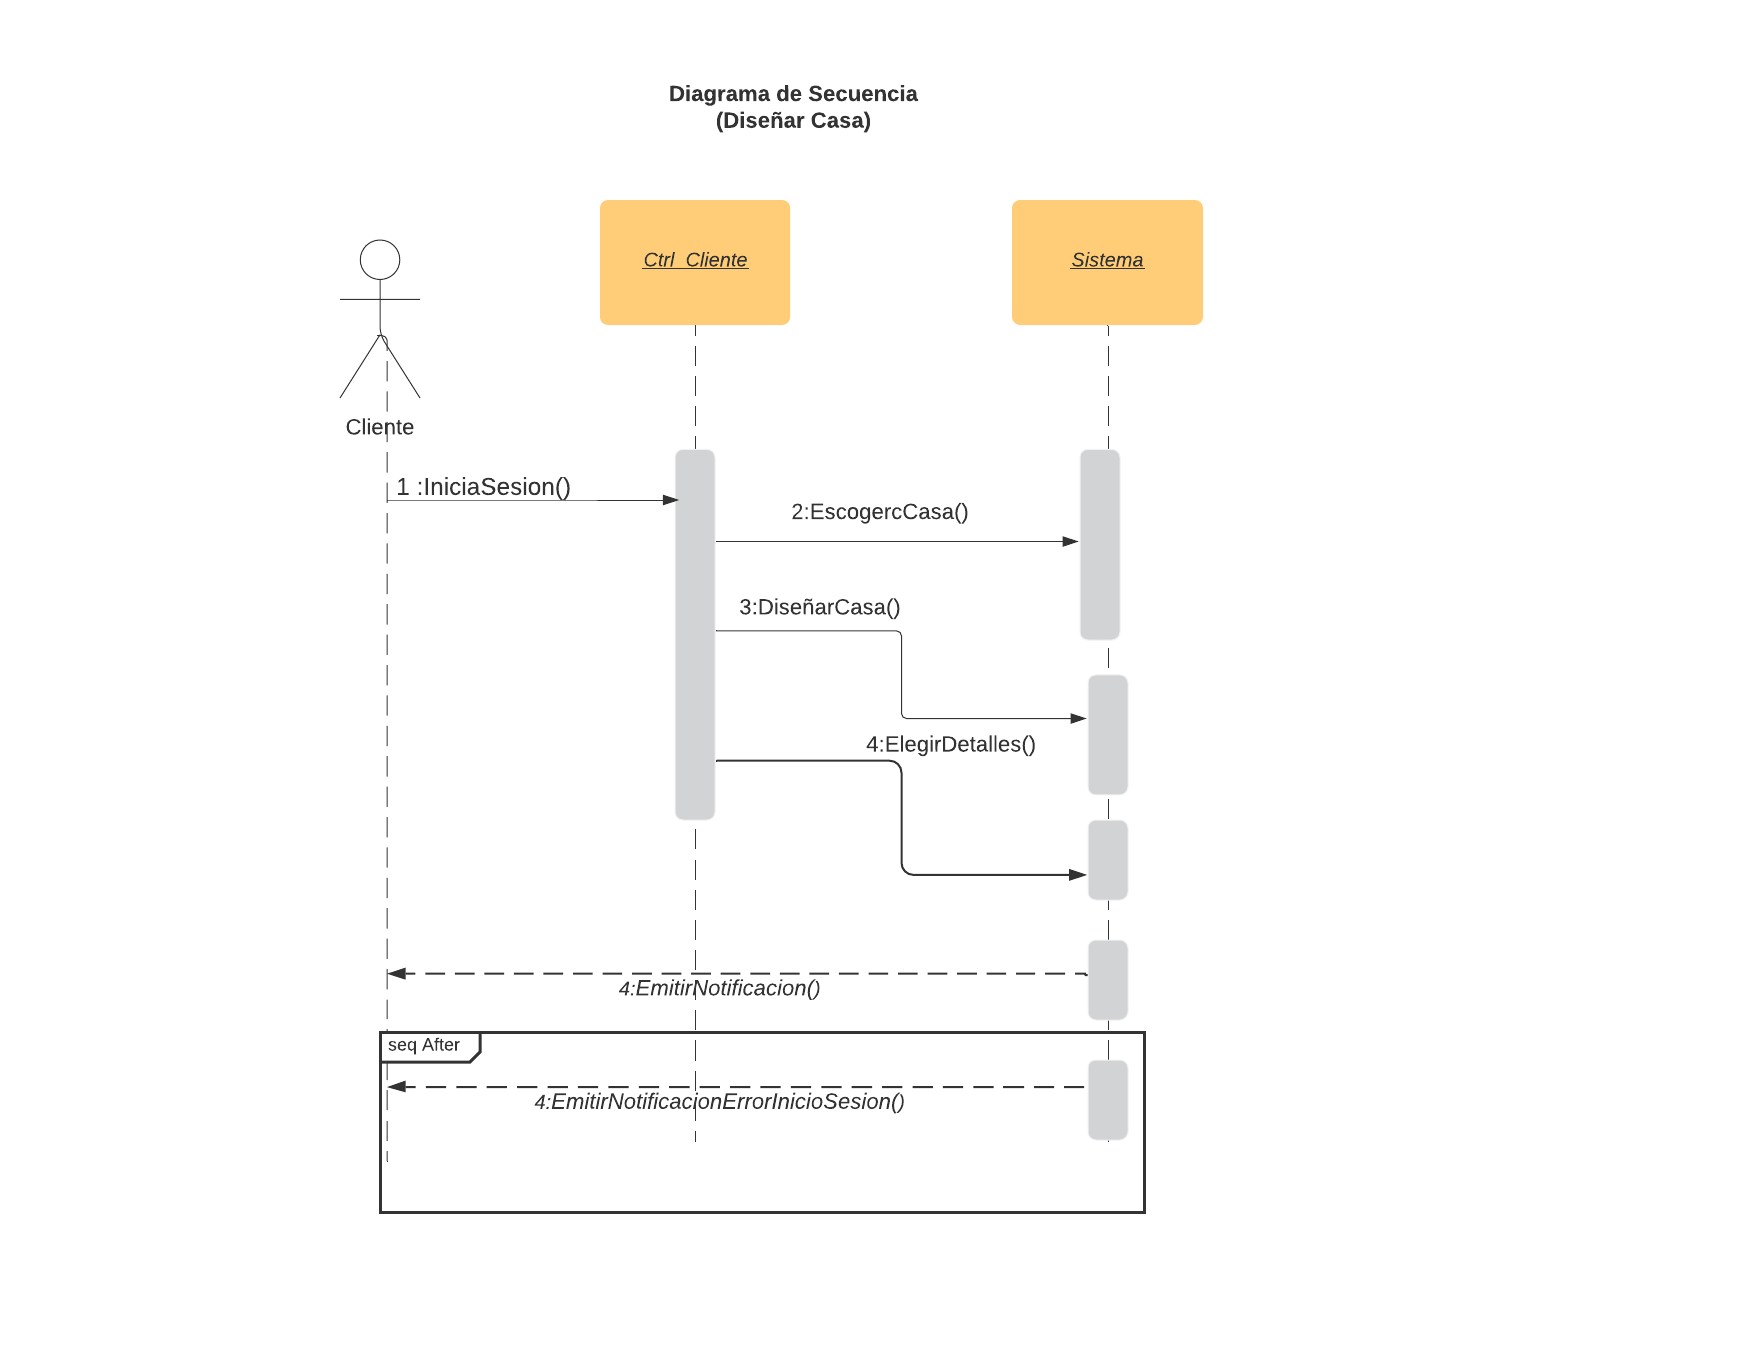 Diagrama de Secuencia
(Diseñar Casa)
Ctrl_Cliente
Sistema
Cliente
1 :IniciaSesion()
2:EscogercCasa()
3:DiseñarCasa()
4:ElegirDetalles()
4:EmitirNotificacion()
seq After
4:EmitirNotificacionErrorInicioSesion()